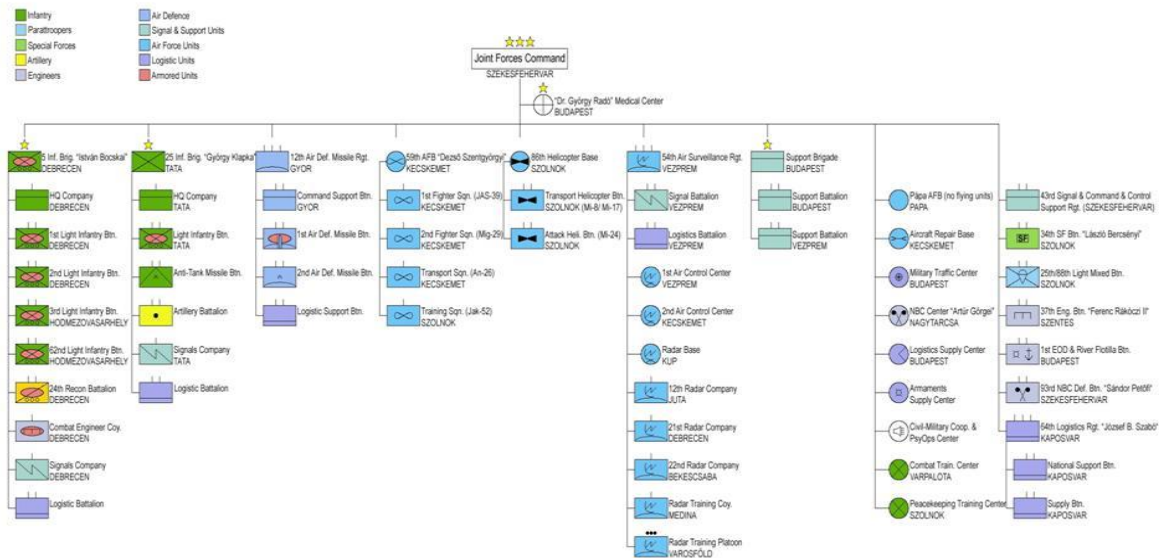 Infantry
Parattroopers
Special Forces
Artillery
Engineers
Air Defence
Signal & Support Units
Air Force Units
Logistic Units
Armored Units
Joint Forces Command
SZEKESFEHERVAR
"Dr. György Radó" Medical Center
BUDAPEST
5 Inf. Brig. "István Bocskai"
DEBRECEN
HQ Company
DEBRECEN
1st Light Infantry Btn.
DEBRECEN
2nd Light Infantry Btn.
DEBRECEN
3rd Light Infantry Btn.
HODMEZOVASARHELY
62nd Light Infantry Btn.
HODMEZOVASARHELY
24th Recon Battalion
DEBRECEN
Combat Engineer Coy.
DEBRECEN
Signals Company
DEBRECEN
Logistic Battalion
25 Inf. Brig. "György Klapka"
TATA
HQ Company
TATA
Light Infantry Btn.
TATA
Anti-Tank Missile Btn.
Artillery Battalion
Signals Company
TATA
Logistic Battalion
12th Air Def. Missile Rgt.
GYOR
Command Support Btn.
GYOR
1st Air Def. Missile Btn.
2nd Air Def. Missile Btn.
Logistic Support Btn.
59th AFB "Dezső Szentgyörgyi"
KECSKEMET
1st Fighter Sqn. (JAS-39)
KECSKEMET
2nd Fighter Sqn. (Mig-29)
KECSKEMET
Transport Sqn. (An-26)
KECSKEMET
Training Sqn. (Jak-52)
SZOLNOK
86th Helicopter Base
SZOLNOK
Transport Helicopter Btn.
SZOLNOK (Mi-8/ Mi-17)
Attack Heli. Btn. (Mi-24)
SZOLNOK
54th Air Surveillance Rgt.
VEZPREM
Signal Battalion
VEZPREM
Logistics Battalion
VEZPREM
1st Air Control Center
VEZPREM
2nd Air Control Center
KECSKEMET
Radar Base
KUP
12th Radar Company
JUTA
21st Radar Company
DEBRECEN
22nd Radar Company
BEKESCSABA
Radar Training Coy.
MEDINA
Radar Training Platoon
VAROSFÖLD
Support Brigade
BUDAPEST
Support Battalion
BUDAPEST
Support Battalion
VEZPREM
Pápa AFB (no flying units)
PAPA
Aircraft Repair Base
KECSKEMET
Military Traffic Center
BUDAPEST
NBC Center "Artúr Görgei"
NAGYTARCSA
Logistics Supply Center
BUDAPEST
Armaments
Supply Center
Civil-Military Coop. &
PsyOps Center
Combat Train. Center
VARPALOTA
Peacekeeping Training Center
SZOLNOK
43rd Signal & Command & Control
Support Rgt. (SZEKESFEHERVAR)
SF
34th SF Btn. "László Bercsényi"
SZOLNOK
25th/88th Light Mixed Btn.
SZOLNOK
37th Eng. Btn. "Ferenc Rákóczi II"
SZENTES
1st EOD & River Flotilla Btn.
BUDAPEST
93rd NBC Def. Btn. "Sándor Petőfi"
SZEKESFEHERVAR
64th Logistics Rgt. "József B. Szabó"
KAPOSVAR
National Support Btn.
KAPOSVAR
Supply Btn.
KAPOSVAR